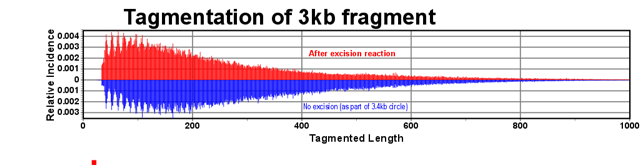 Tagmentation of 3kb fragment
0.004
0.003
0.002
0.001
0
0.001
0.002
0.003
Relative Incidence
After excision reaction
No excision (as part of 3.4kb circle)
0 200 400 600 800 1000
Tagmented Length